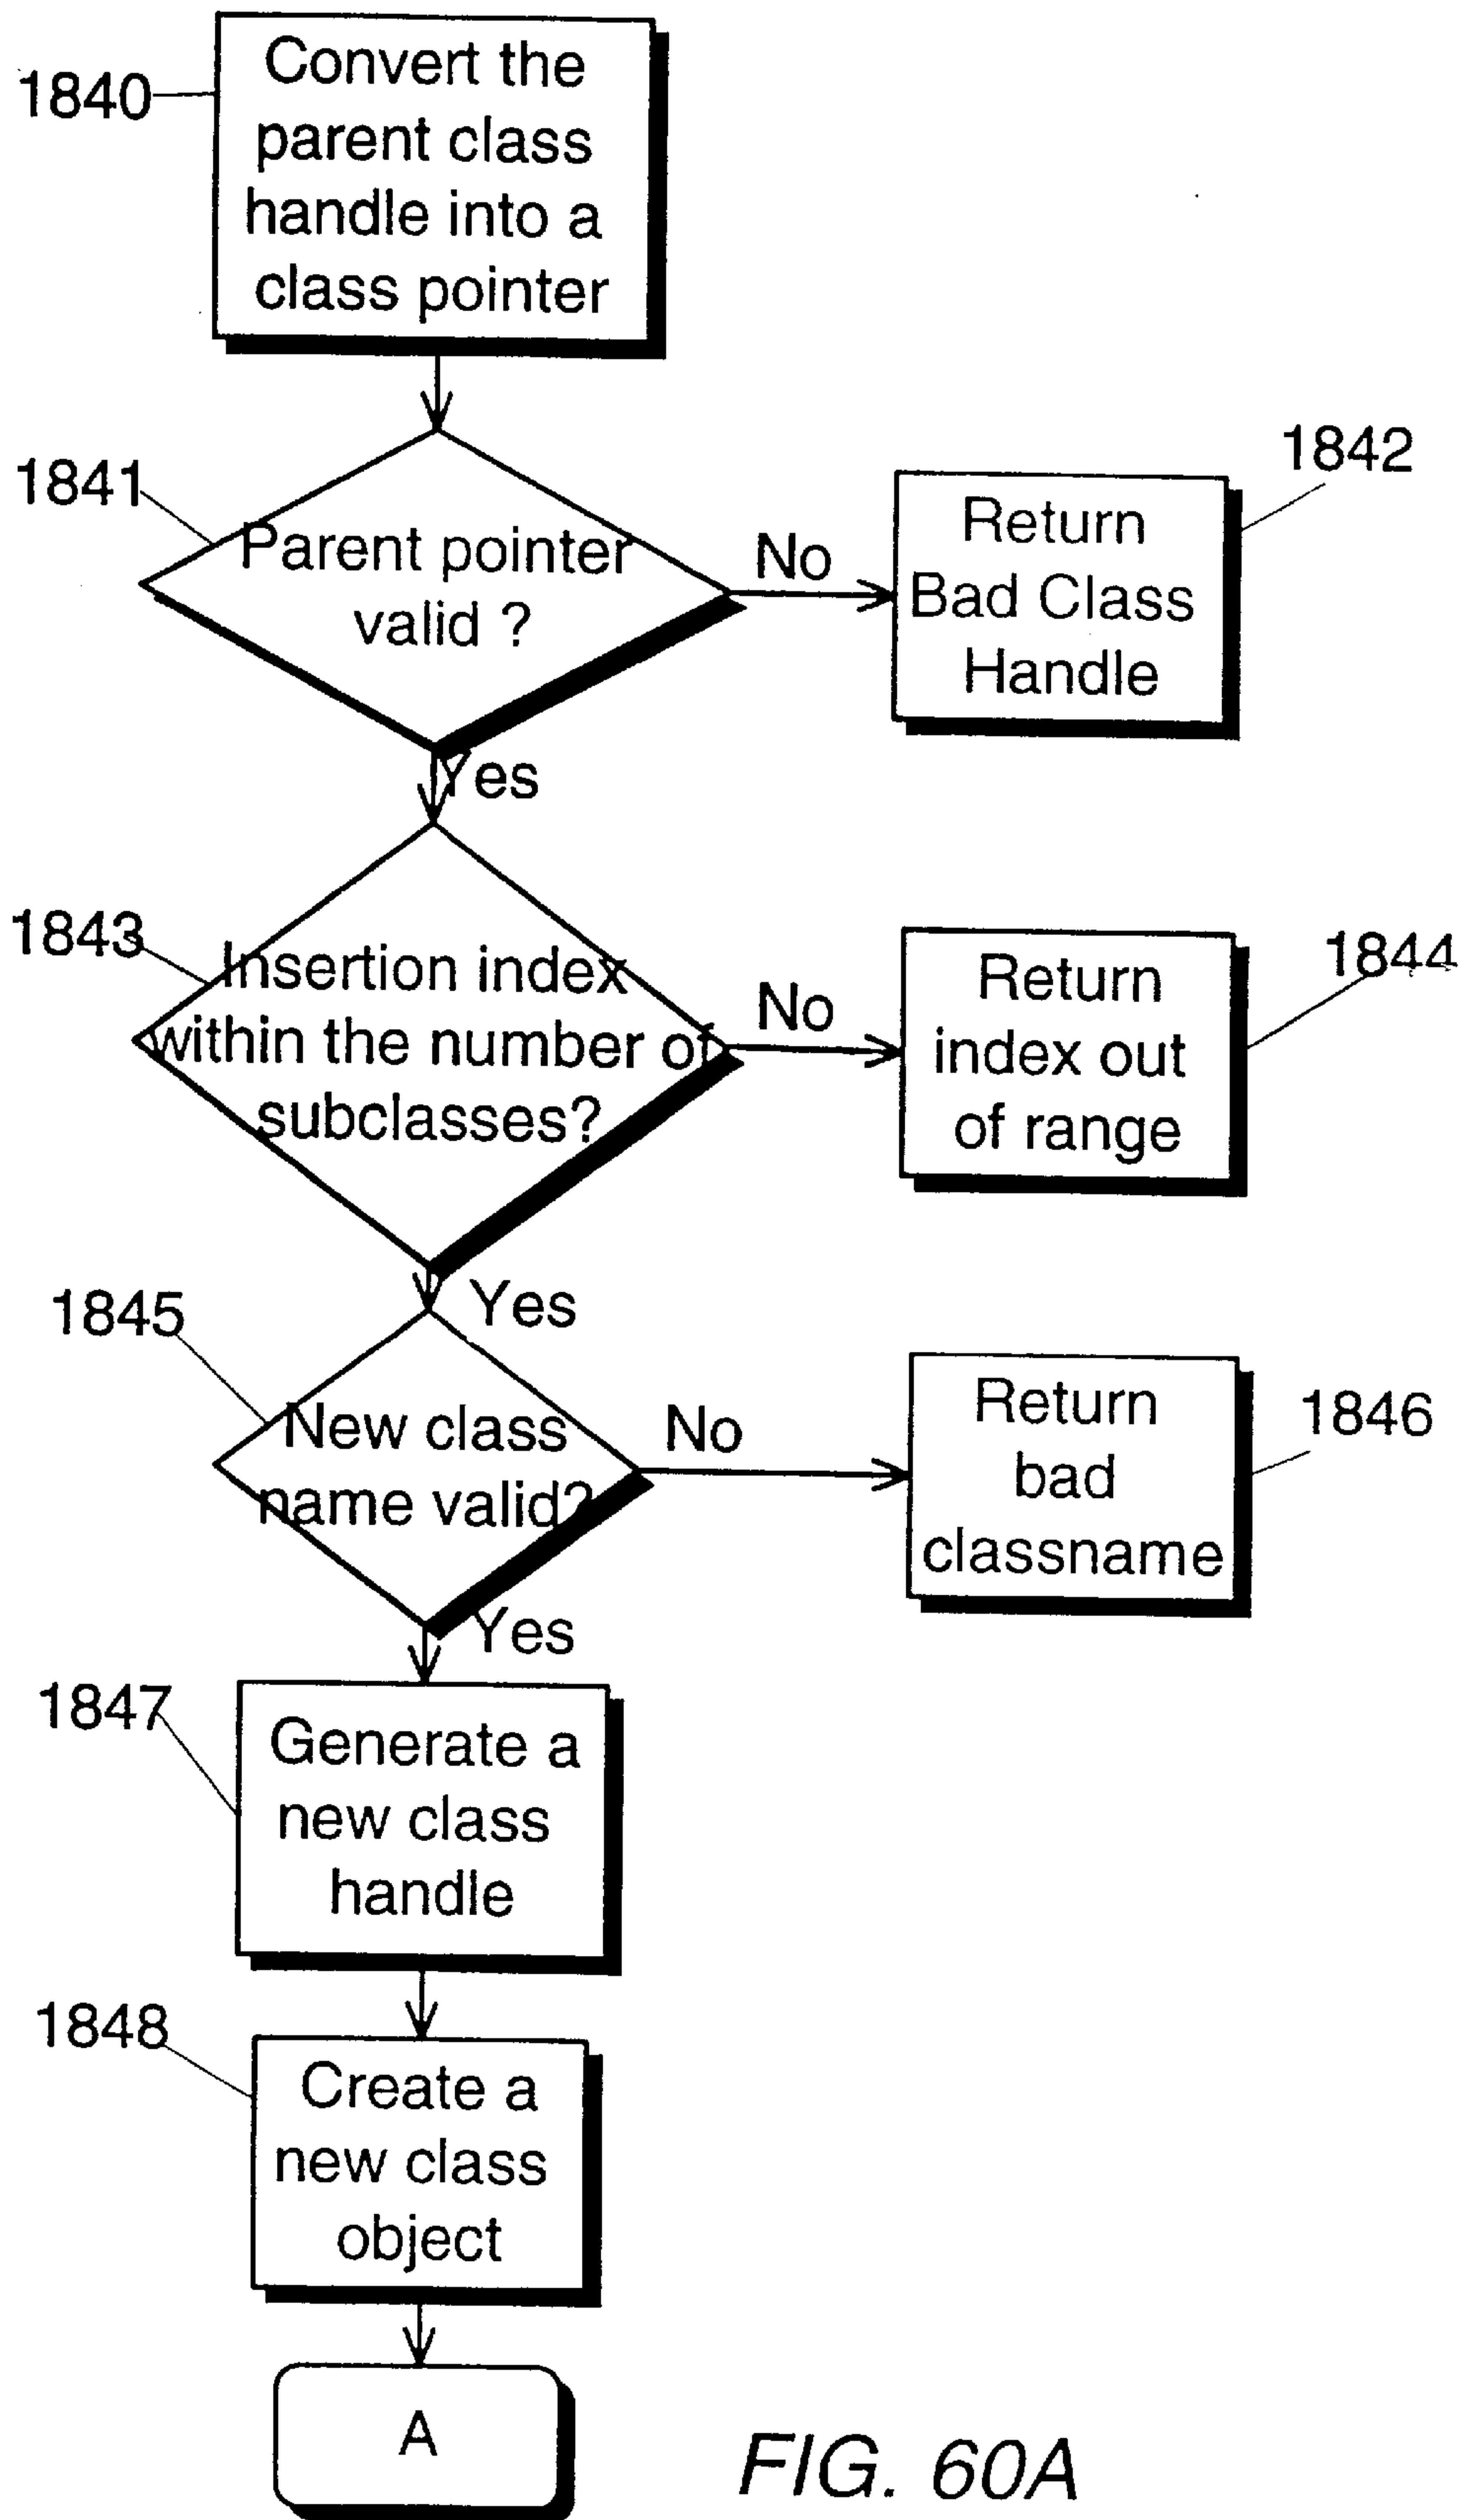 1840
Convert the
parent class
handle into a
class pointer
1841
Parent pointer
valid ?
No
1842
Return
Bad Class
Handle
Yes
1843
Insertion index
within the number of
subclasses?
No
1844
Return
index out
of range
Yes
1845
New class
name valid?
No
1846
Return
bad
classname
Yes
1847
Generate a
new class
handle
1848
Create a
new class
object
A
FIG. 60A